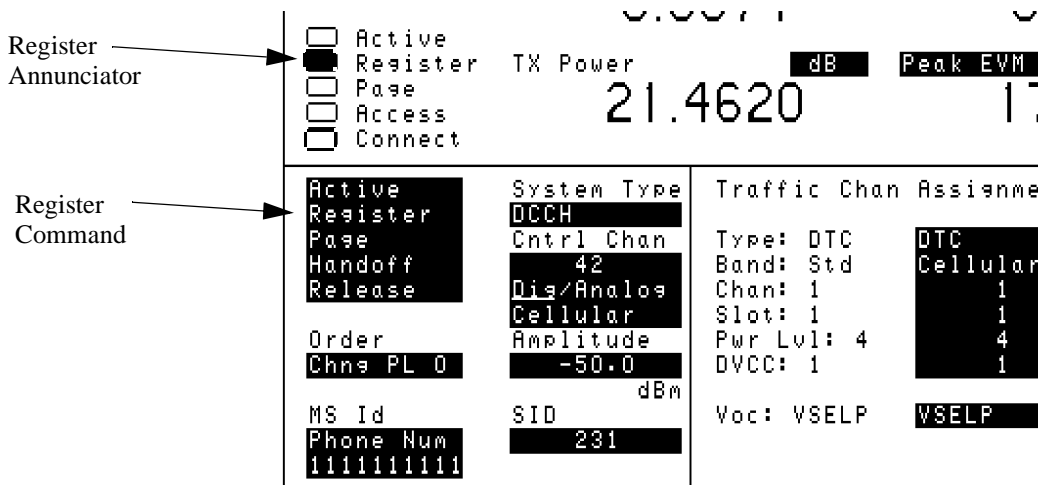 Register
Annunciator
Active
Register
Page
Access
Connect
TX Power dB Peak EVM
21.4620
Register
Command
Active
Register
Page
Handoff
Release
Order
Chng PL 0
MS Id
Phone Num
1111111111
System Type
DCCH
Cntrl Chan
42
Dig/Analog
Cellular
Amplitude
-50.0
dBm
SID
231
Traffic Chan
Type: DTC DTC
Band: Std Cellular
Chan: 1 1
Slot: 1 1
Pwr Lvl: 4 4
DVCC: 1 1
Voc: VSELP VSELP